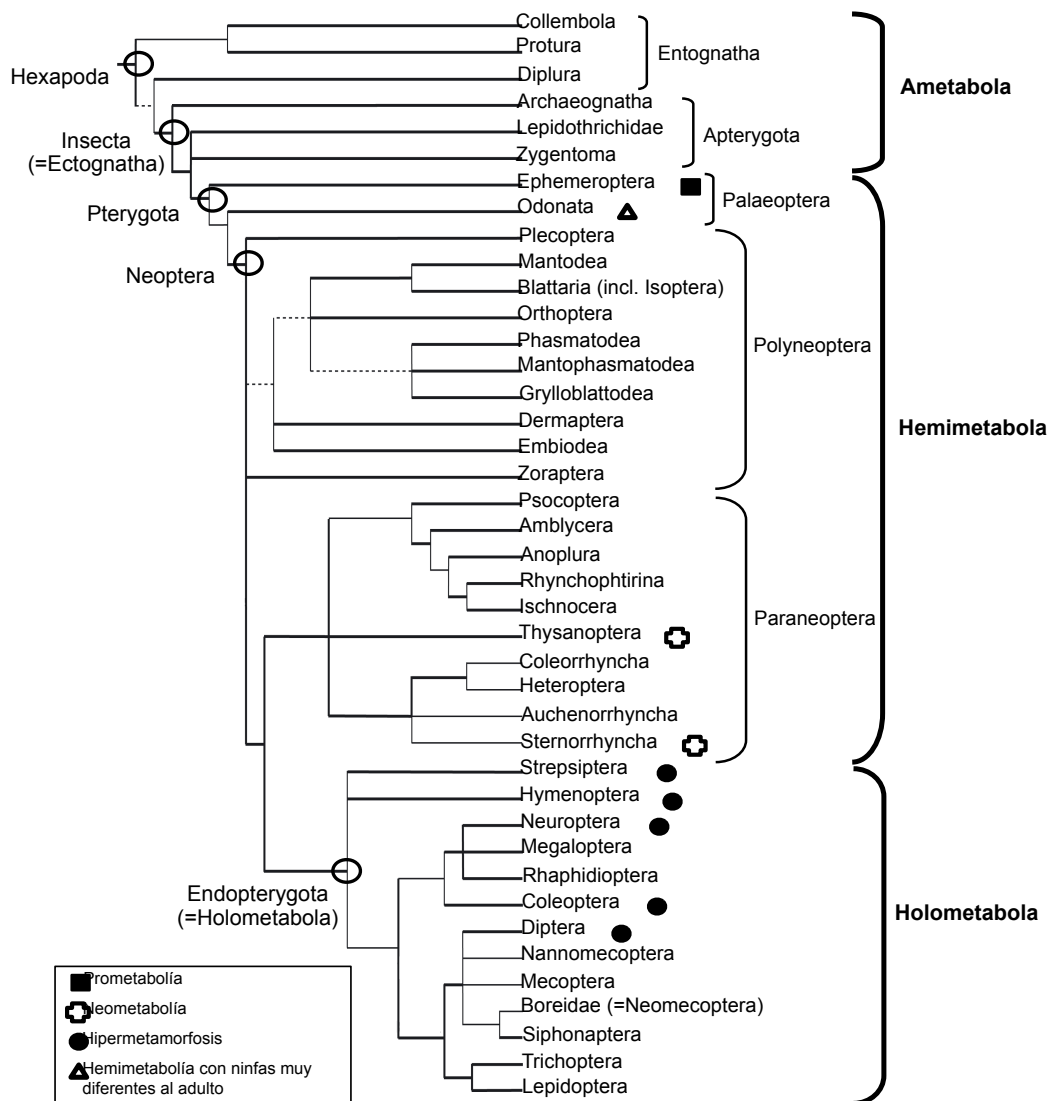 Collembola
Protura
Entognatha
Hexapoda
Diplura
Ametabola
Archaeognatha
Insecta
(=Ectognatha)
Lepidothrichidae
Apterygota
Zygentoma
Pterygota
Ephemeroptera
Palaeoptera
Odonata
Neoptera
Plecoptera
Mantodea
Blattaria (incl. Isoptera)
Orthoptera
Polyneoptera
Phasmatodea
Mantophasmatodea
Grylloblattodea
Hemimetabola
Dermaptera
Embiodea
Zoraptera
Psocoptera
Amblycera
Anoplura
Rhynchophtirina
Ischnocera
Paraneoptera
Thysanoptera
Coleorrhyncha
Heteroptera
Auchenorrhyncha
Sternorrhyncha
Strepsiptera
Hymenoptera
Neuroptera
Megaloptera
Rhaphidioptera
Endopterygota
(=Holometabola)
Coleoptera
Holometabola
Diptera
Nannomecoptera
Mecoptera
Boreidae (=Neomecoptera)
Siphonaptera
Trichoptera
Lepidoptera
Prometabolía
Neometabolía
Hipermetamorfosis
Hemimetabolía con ninfas muy
diferentes al adulto